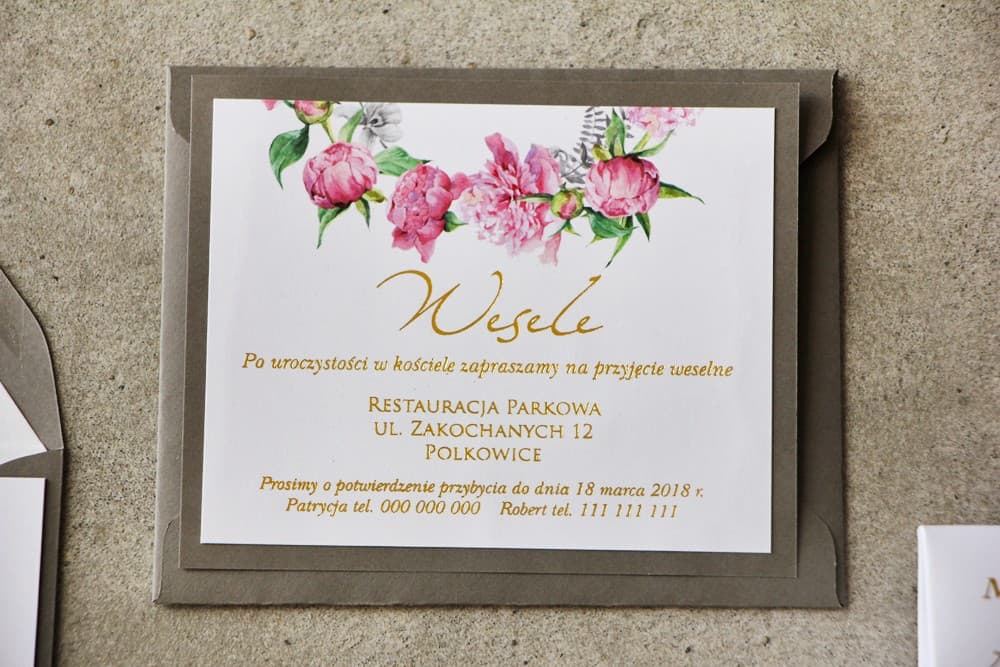 Wesele
Po uroczystości w kościele zapraszamy na przyjęcie weselne
Restauracja Parkowa
ul. Zakochanych 12
Polkowice
Prosimy o potwierdzenie przybycia do dnia 18 marca 2018 r.
Patrycja tel. 000 000 000 Robert tel. 111 111 111